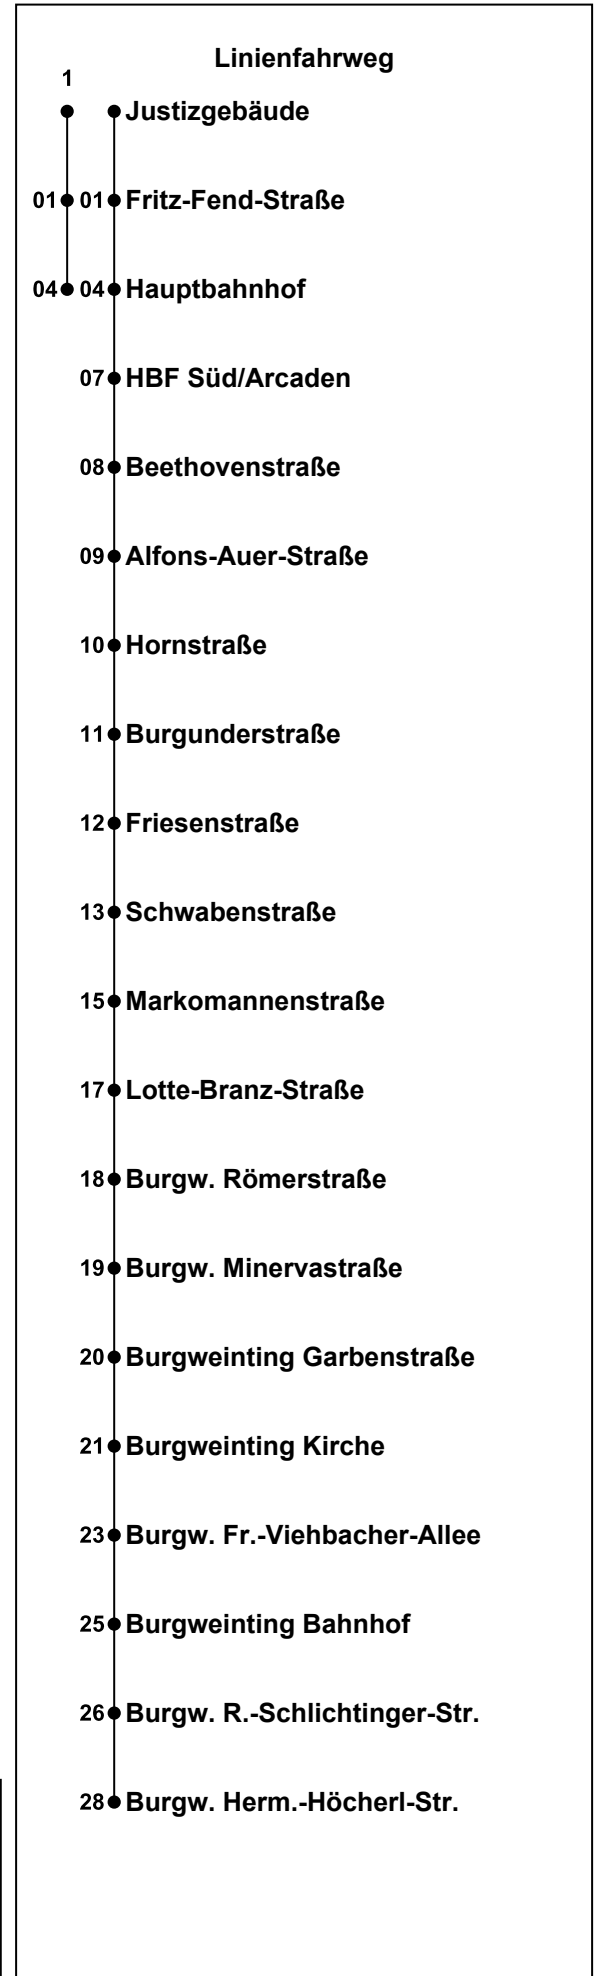 Linienfahrweg
1
Justizgebäude
01 01 Fritz-Fend-Straße
04 04 Hauptbahnhof
07 HBF Süd/Arcaden
08 Beethovenstraße
09 Alfons-Auer-Straße
10 Hornstraße
11 Burgunderstraße
12 Friesenstraße
13 Schwabenstraße
15 Markomannenstraße
17 Lotte-Branz-Straße
18 Burgw. Römerstraße
19 Burgw. Minervastraße
20 Burgweinting Garbenstraße
21 Burgweinting Kirche
23 Burgw. Fr.-Viehbacher-Allee
25 Burgweinting Bahnhof
26 Burgw. R.-Schlichtinger-Str.
28 Burgw. Herm.-Höcherl-Str.